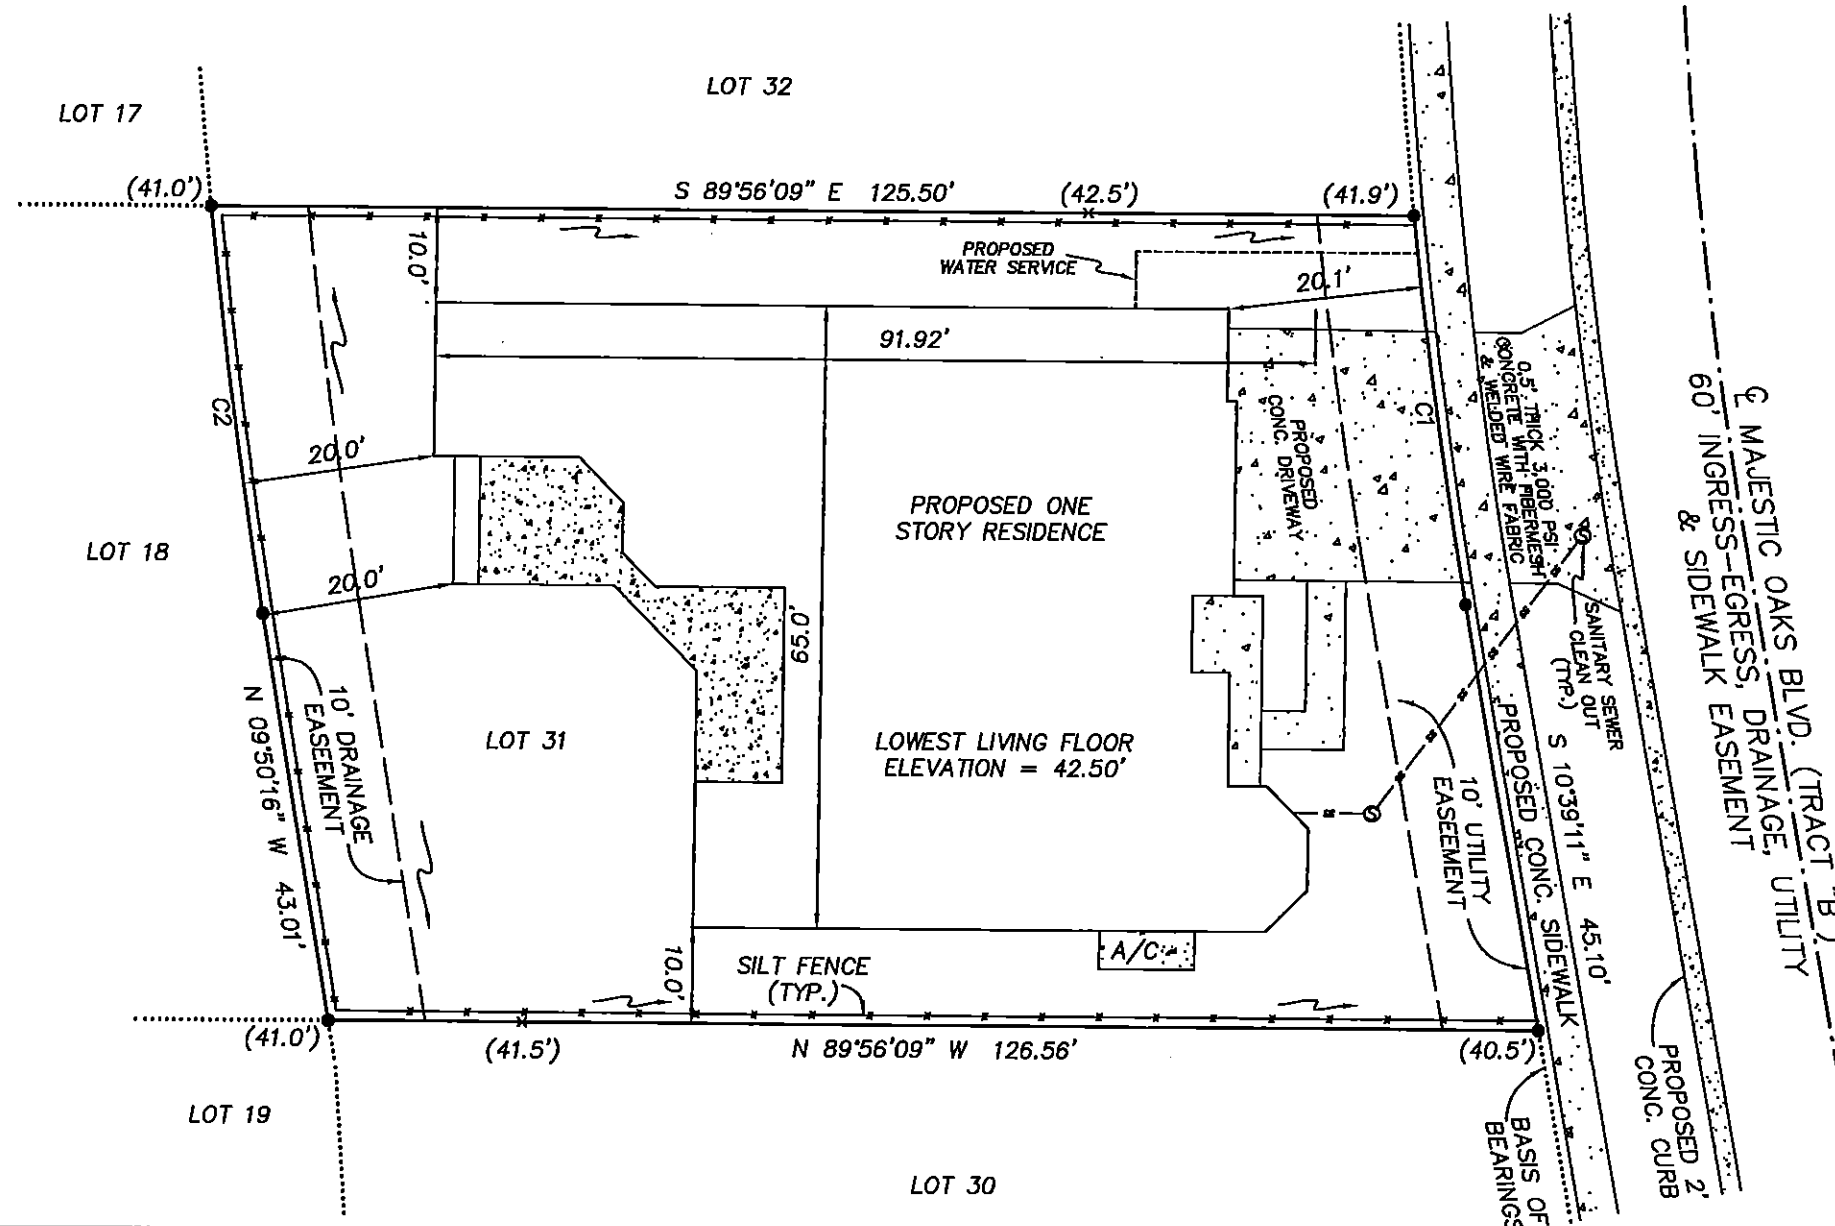 LOT 32
LOT 17
(41.0')
S 89°56'09" E 125.50'
(42.5')
(41.9')
10.0'
PROPOSED
WATER SERVICE
20.1'
91.92'
C2
C1
0.5' THICK 3,000 PSI
CONCRETE WITH FIBERMESH
& WELDED WIRE FABRIC
PROPOSED
CONC. DRIVEWAY
℄ MAJESTIC OAKS BLVD. (TRACT "B")
60' INGRESS-EGRESS, DRAINAGE, UTILITY
& SIDEWALK EASEMENT
20.0'
PROPOSED ONE
STORY RESIDENCE
LOT 18
20.0'
65.0'
SANITARY SEWER
CLEAN OUT
(TYP.)
S 10°39'11" E 45.10'
PROPOSED CONC. SIDEWALK
N 09°50'16" W 43.01'
10' DRAINAGE
EASEMENT
LOT 31
LOWEST LIVING FLOOR
ELEVATION = 42.50'
S
S
10' UTILITY
EASEMENT
A/C
10.0'
SILT FENCE
(TYP.)
(41.0')
(41.5')
N 89°56'09" W 126.56'
(40.5')
PROPOSED 2'
CONC. CURB
LOT 19
BASIS OF
BEARINGS
LOT 30